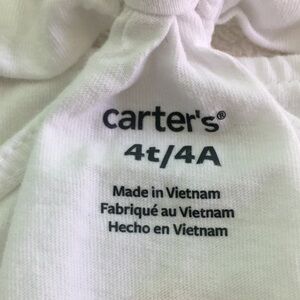 carter's®
4t/4A
Made in Vietnam
Fabriqué au Vietnam
Hecho en Vietnam